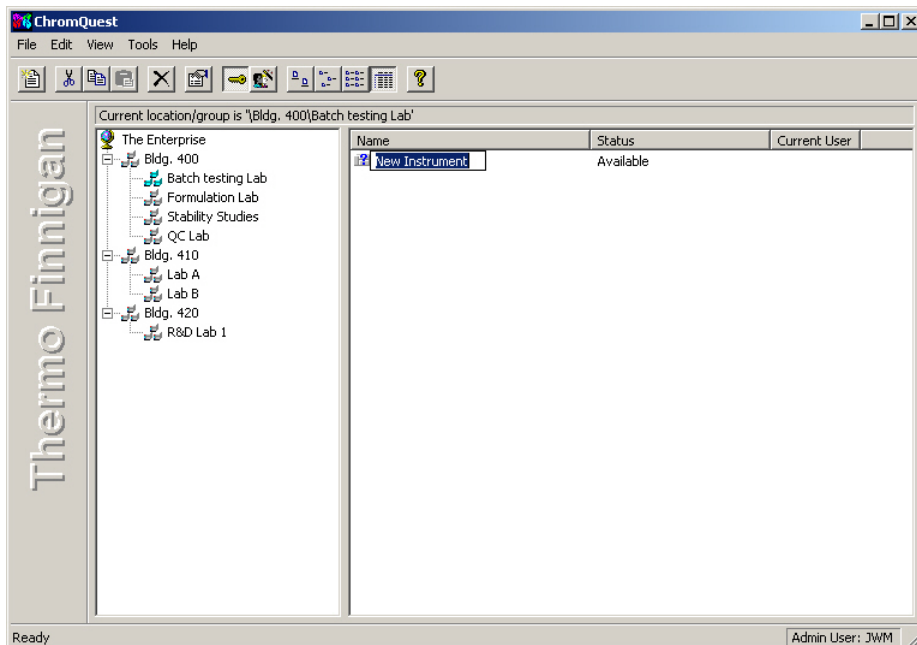 ChromQuest
File Edit View Tools Help
Current location/group is '\Bldg. 400\Batch testing Lab'
Thermo Finnigan
The Enterprise
Bldg. 400
Batch testing Lab
Formulation Lab
Stability Studies
QC Lab
Bldg. 410
Lab A
Lab B
Bldg. 420
R&D Lab 1
Name Status Current User
New Instrument Available
Ready Admin User: JWM